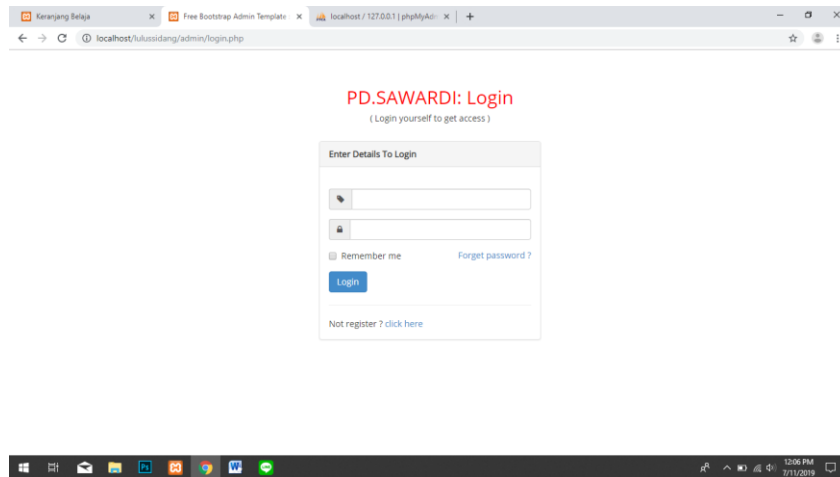 Keranjang Belaja
Free Bootstrap Admin Template :
localhost / 127.0.0.1 | phpMyAdm
localhost/lulussidang/admin/login.php
PD.SAWARDI: Login
( Login yourself to get access )
Enter Details To Login
Remember me
Forget password ?
Login
Not register ? click here
Ps
W
LINE
12:06 PM
7/11/2019